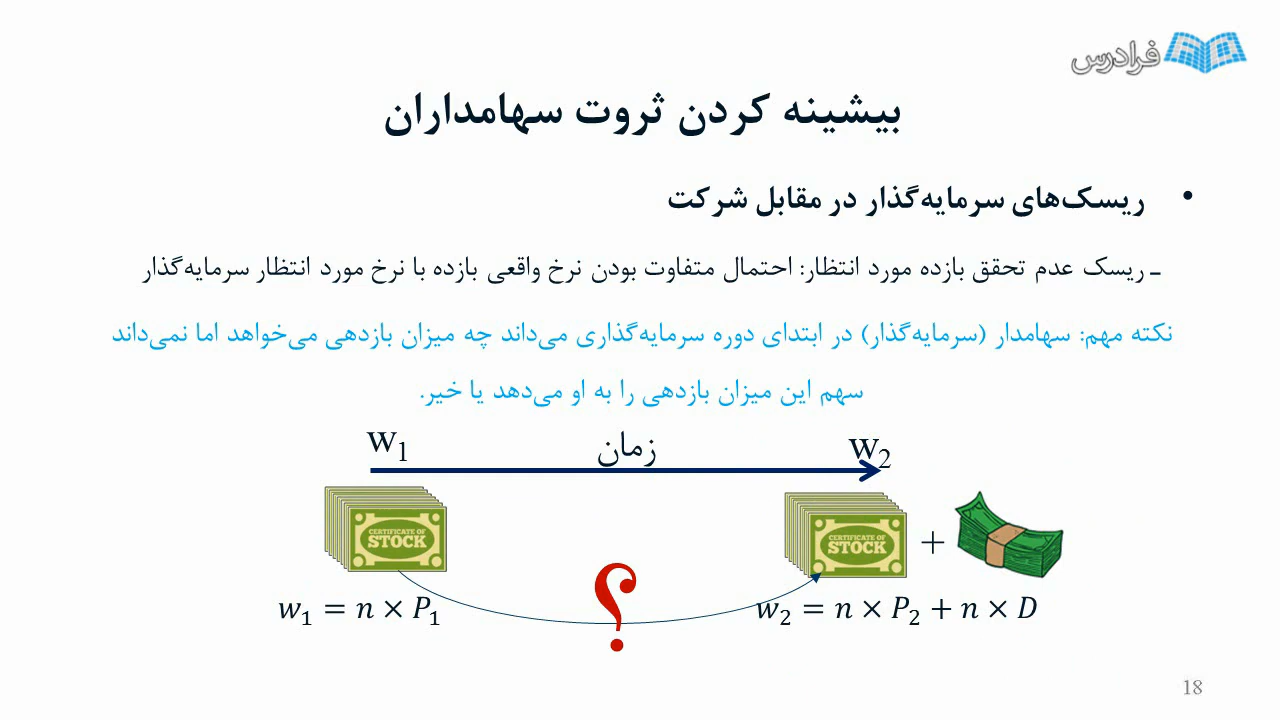 فرادرس
بیشینه کردن ثروت سهامداران
• ریسک‌های سرمایه‌گذار در مقابل شرکت
ـ ریسک عدم تحقق بازده مورد انتظار: احتمال متفاوت بودن نرخ واقعی بازده با نرخ مورد انتظار سرمایه‌گذار
نکته مهم: سهامدار (سرمایه‌گذار) در ابتدای دوره سرمایه‌گذاری می‌داند چه میزان بازدهی می‌خواهد اما نمی‌داند
سهم این میزان بازدهی را به او می‌دهد یا خیر.
w₁ زمان w₂
CERTIFICATE OF
STOCK
CERTIFICATE OF
STOCK
+
؟
w₁ = n × P₁
w₂ = n × P₂ + n × D
18